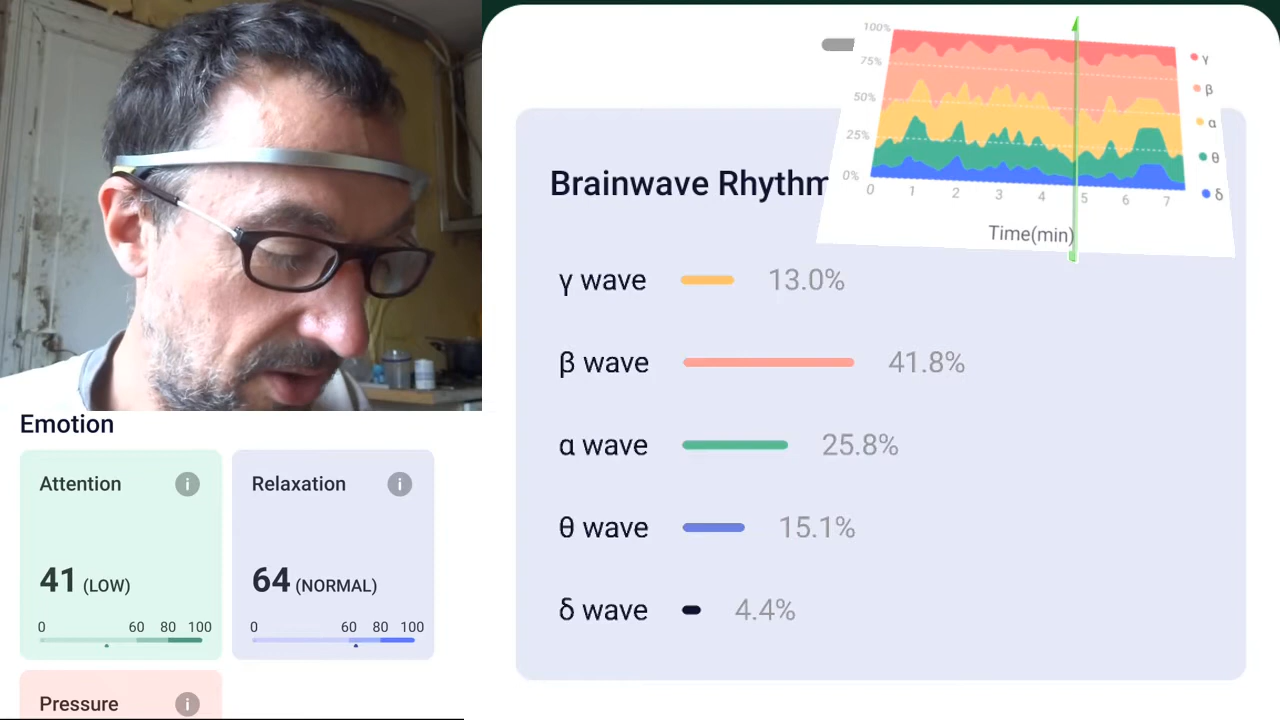 Emotion
Attention
41 (LOW)
0 60 80 100
Relaxation
64 (NORMAL)
0 60 80 100
Pressure
Brainwave Rhythm
γ wave 13.0%
β wave 41.8%
α wave 25.8%
θ wave 15.1%
δ wave 4.4%
100%
75%
50%
25%
0%
0 1 2 3 4 5 6 7
Time(min)
γ
β
α
θ
δ